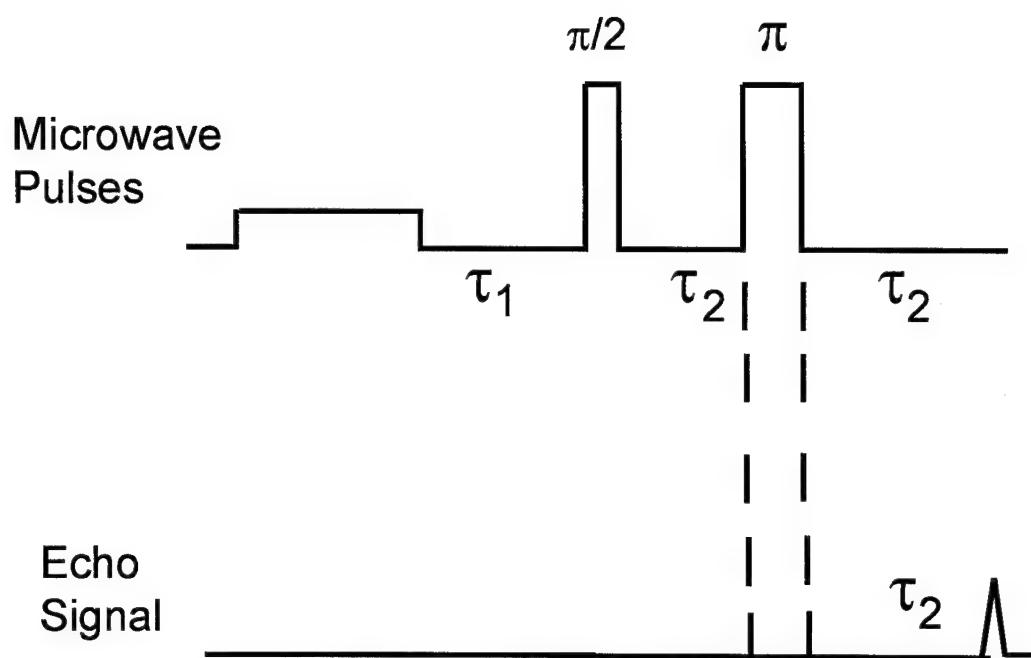 π/2 π
Microwave
Pulses
τ₁ τ₂ τ₂
Echo
Signal
τ₂